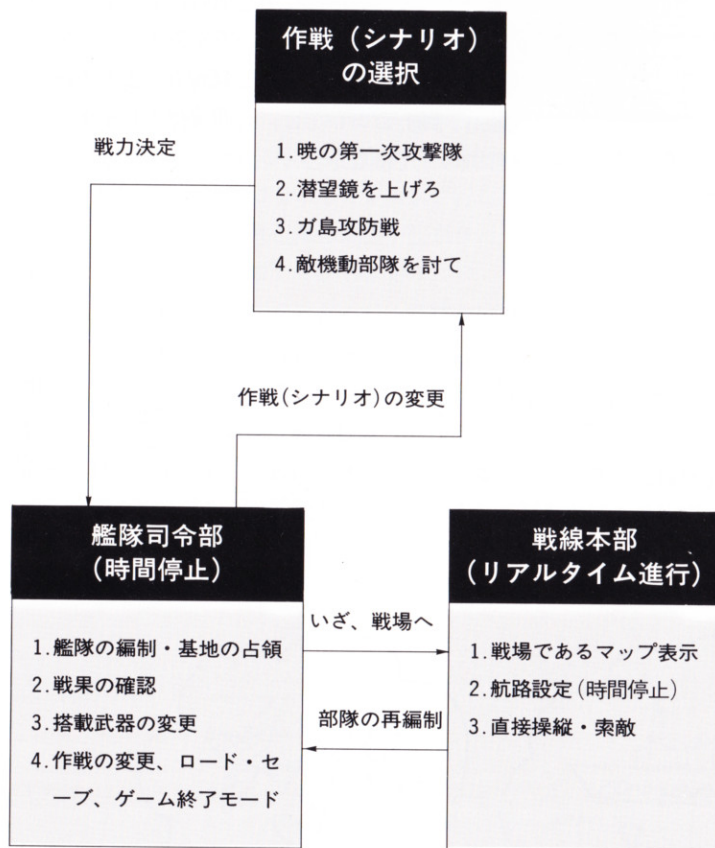 作戦（シナリオ）
の選択
1.暁の第一次攻撃隊
2.潜望鏡を上げろ
3.ガ島攻防戦
4.敵機動部隊を討て
戦力決定
作戦(シナリオ)の変更
艦隊司令部
(時間停止)
1.艦隊の編制・基地の占領
2.戦果の確認
3.搭載武器の変更
4.作戦の変更、ロード・セ
ーブ、ゲーム終了モード
いざ、戦場へ
部隊の再編制
戦線本部
(リアルタイム進行)
1.戦場であるマップ表示
2.航路設定(時間停止)
3.直接操縦・索敵